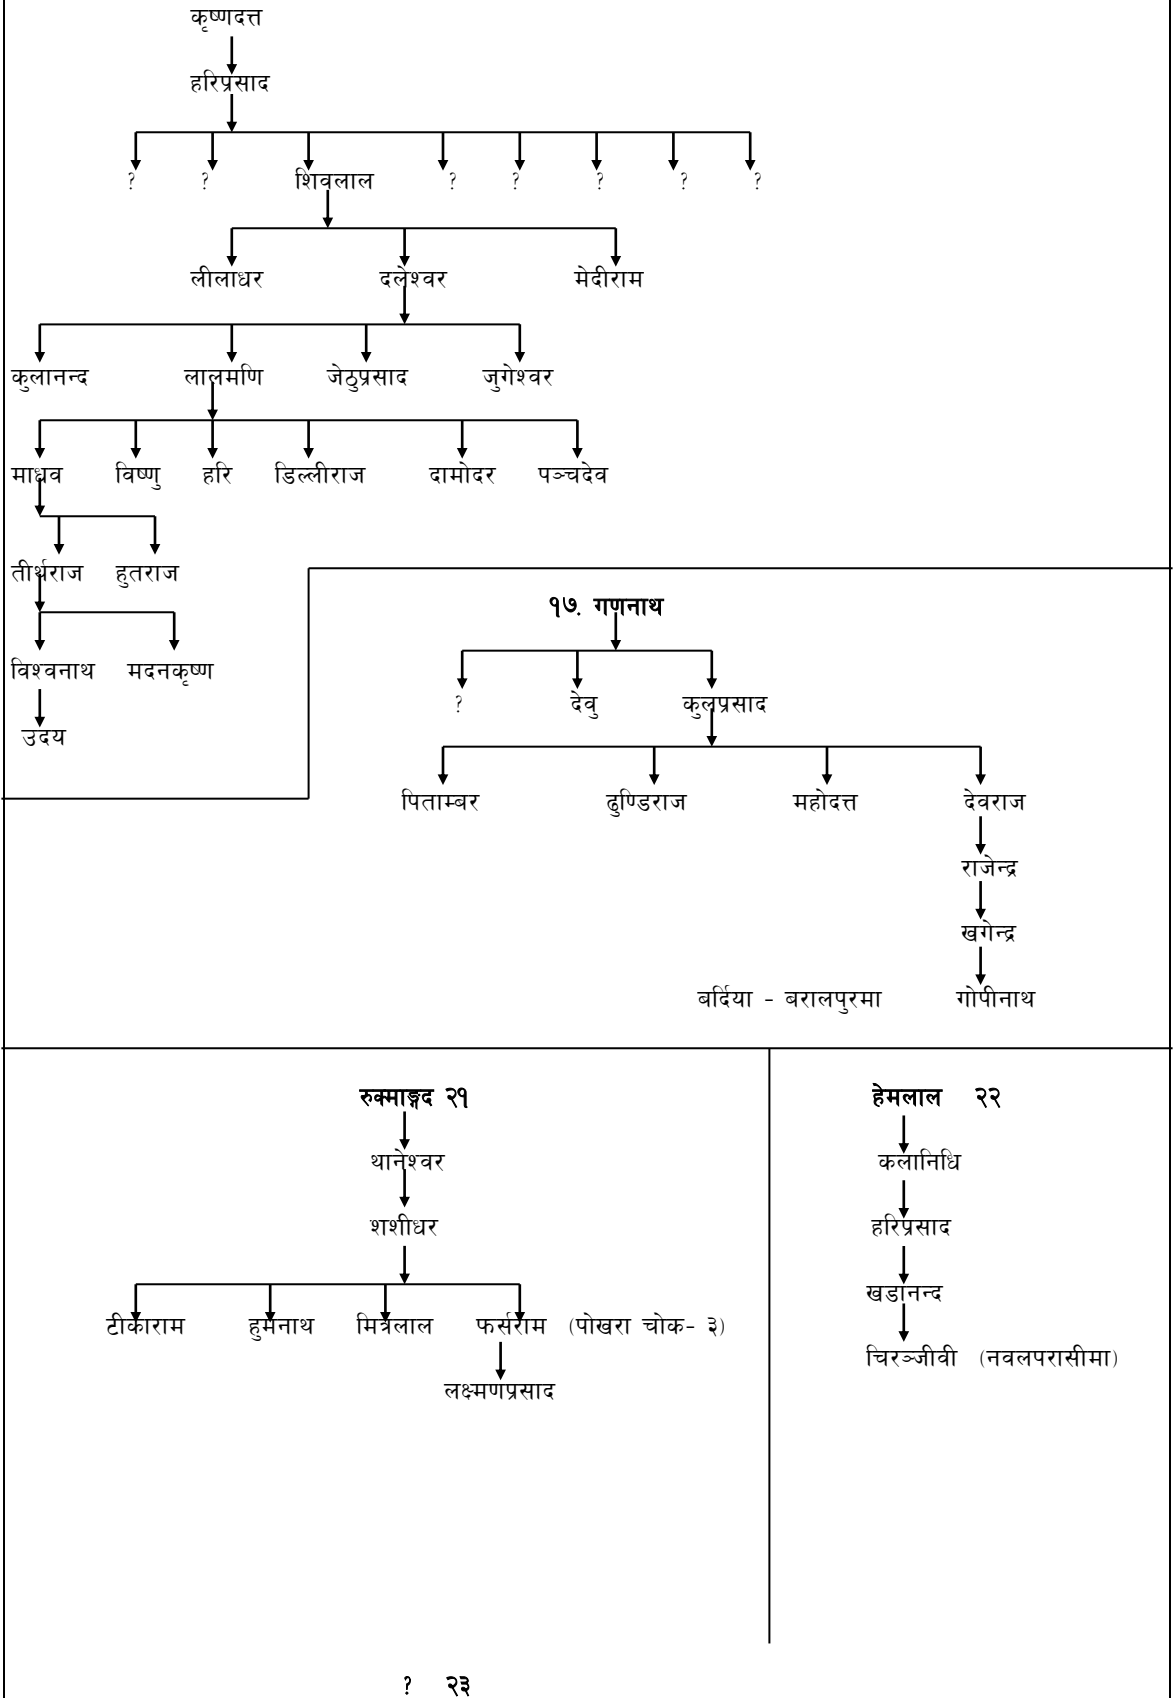 कृष्णदत्त
हरिप्रसाद
? ? शिवलाल ? ? ? ? ?
लीलाधर दलेश्वर मेदीराम
कुलानन्द लालमणि जेठुप्रसाद जुगेश्वर
माधव विष्णु हरि डिल्लीराज दामोदर पञ्चदेव
तीर्थराज हुतराज
विश्वनाथ मदनकृष्ण
उदय
१७. गणनाथ
? देवु कुलप्रसाद
पिताम्बर ढुण्डिराज महोदत्त देवराज
राजेन्द्र
खगेन्द्र
बर्दिया - बरालपुरमा गोपीनाथ
रुक्माङ्गद २१
थानेश्वर
शशीधर
टीकाराम हुमनाथ मित्रलाल फर्सराम (पोखरा चोक- ३)
लक्ष्मणप्रसाद
हेमलाल २२
कलानिधि
हरिप्रसाद
खडानन्द
चिरञ्जीवी (नवलपरासीमा)
? २३